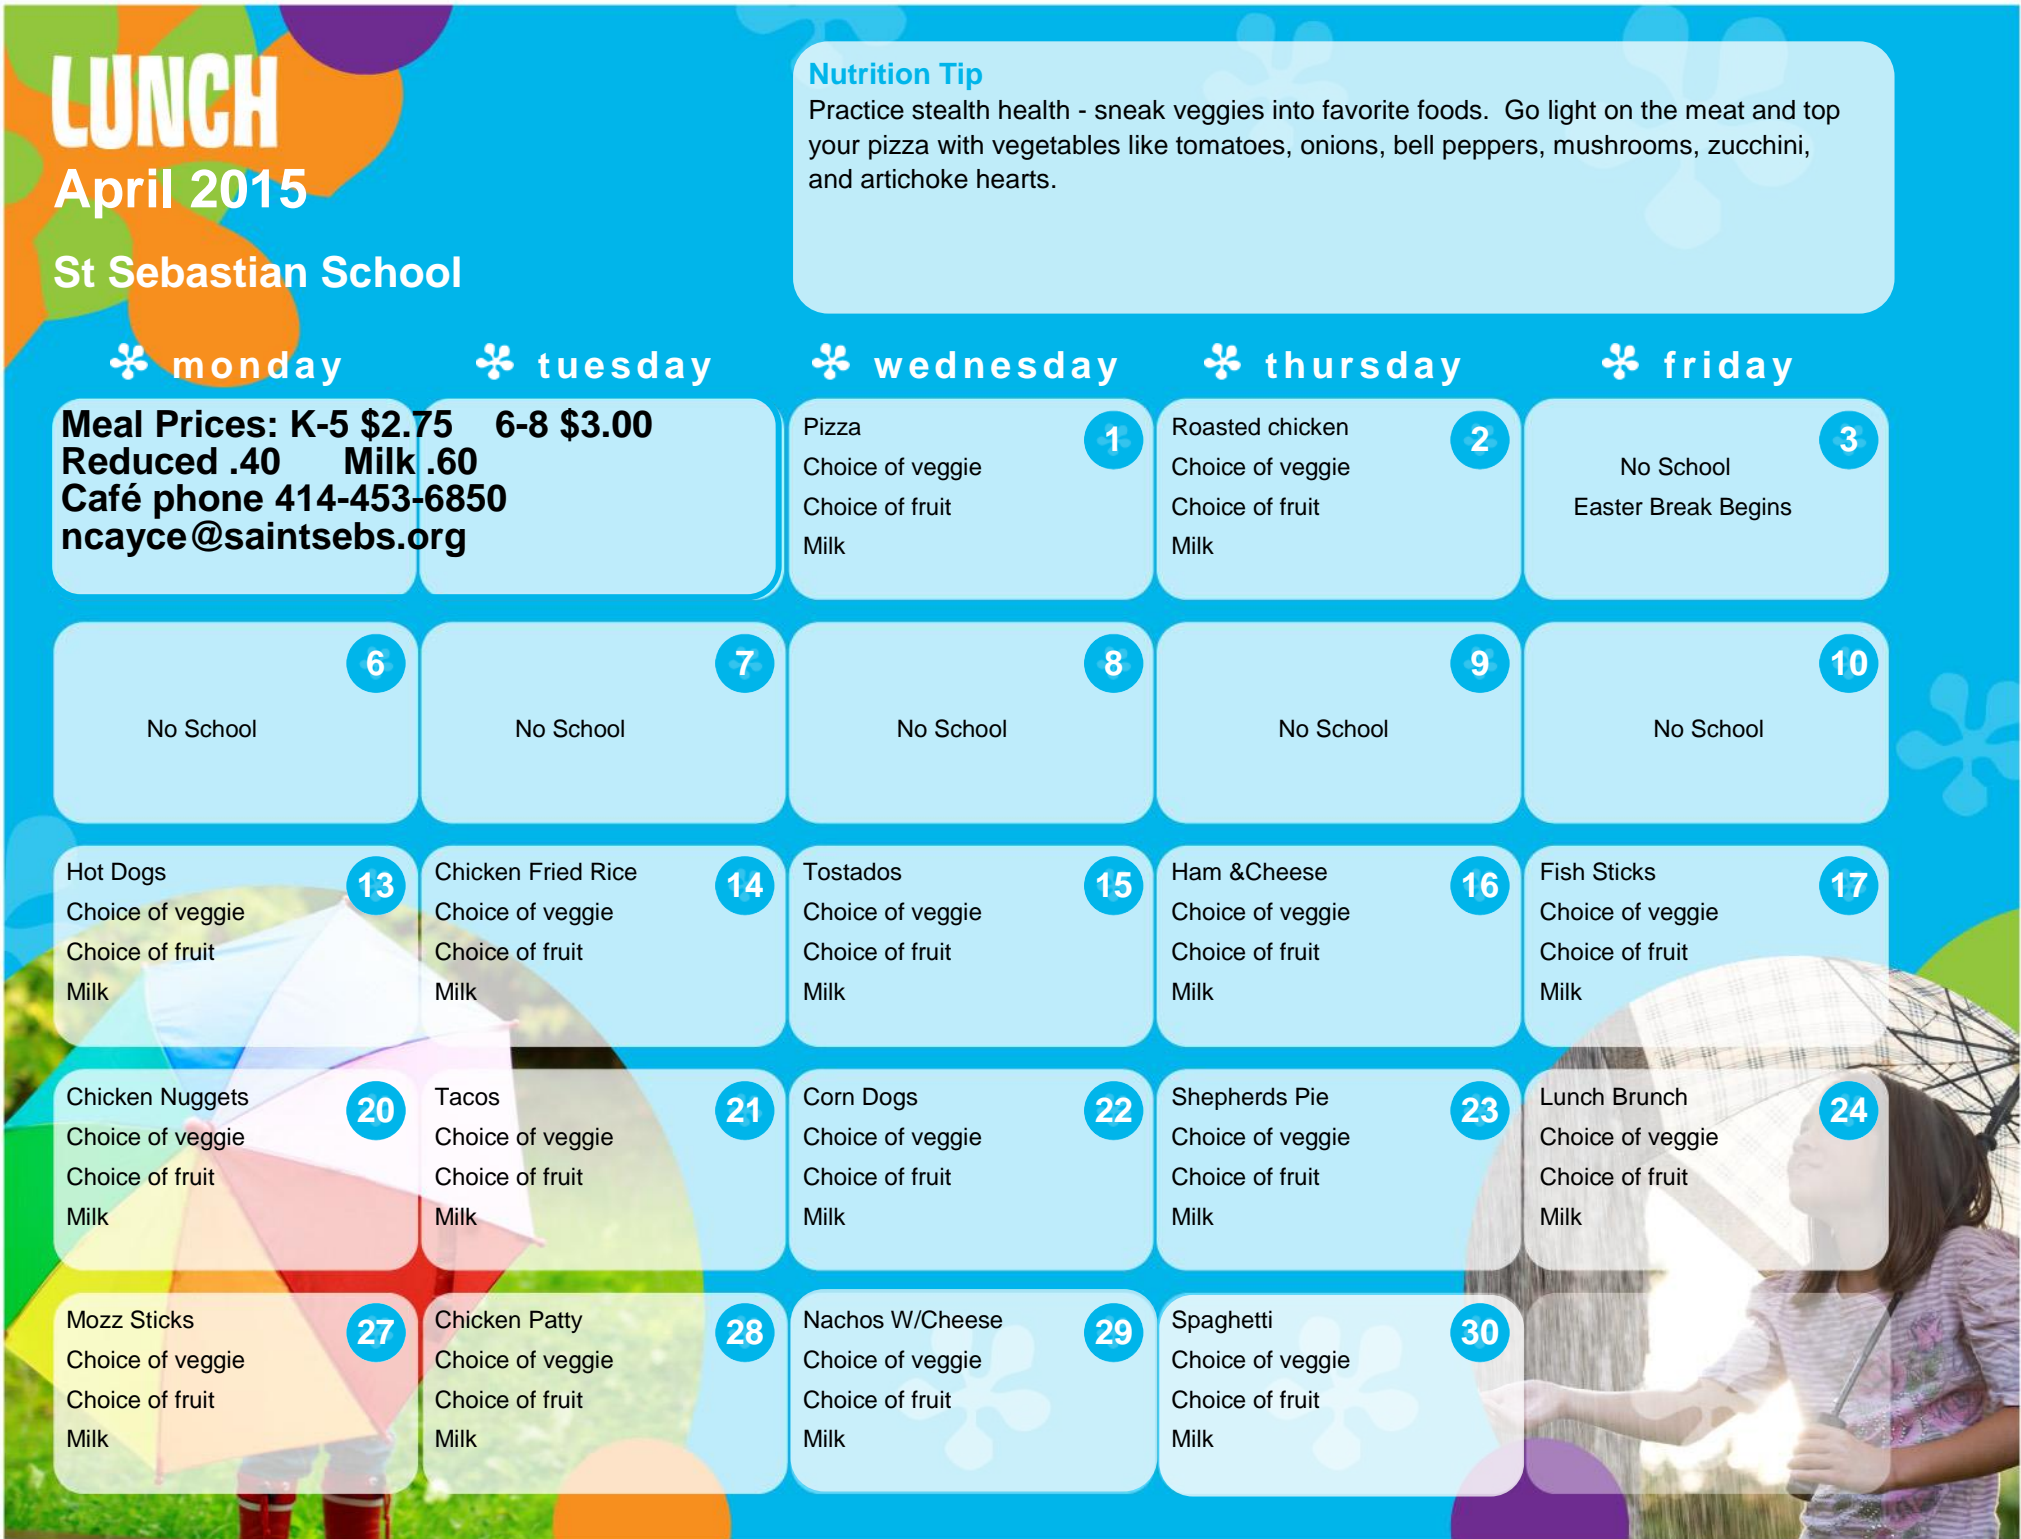 LUNCH
April 2015
St Sebastian School
Nutrition Tip
Practice stealth health - sneak veggies into favorite foods.  Go light on the meat and top
your pizza with vegetables like tomatoes, onions, bell peppers, mushrooms, zucchini,
and artichoke hearts.
monday
tuesday
wednesday
thursday
friday
Meal Prices: K-5 $2.75    6-8 $3.00
Reduced .40      Milk .60
Café phone 414-453-6850
ncayce@saintsebs.org
1
Pizza
Choice of veggie
Choice of fruit
Milk
2
Roasted chicken
Choice of veggie
Choice of fruit
Milk
3
No School
Easter Break Begins
6
No School
7
No School
8
No School
9
No School
10
No School
13
Hot Dogs
Choice of veggie
Choice of fruit
Milk
14
Chicken Fried Rice
Choice of veggie
Choice of fruit
Milk
15
Tostados
Choice of veggie
Choice of fruit
Milk
16
Ham &Cheese
Choice of veggie
Choice of fruit
Milk
17
Fish Sticks
Choice of veggie
Choice of fruit
Milk
20
Chicken Nuggets
Choice of veggie
Choice of fruit
Milk
21
Tacos
Choice of veggie
Choice of fruit
Milk
22
Corn Dogs
Choice of veggie
Choice of fruit
Milk
23
Shepherds Pie
Choice of veggie
Choice of fruit
Milk
24
Lunch Brunch
Choice of veggie
Choice of fruit
Milk
27
Mozz Sticks
Choice of veggie
Choice of fruit
Milk
28
Chicken Patty
Choice of veggie
Choice of fruit
Milk
29
Nachos W/Cheese
Choice of veggie
Choice of fruit
Milk
30
Spaghetti
Choice of veggie
Choice of fruit
Milk